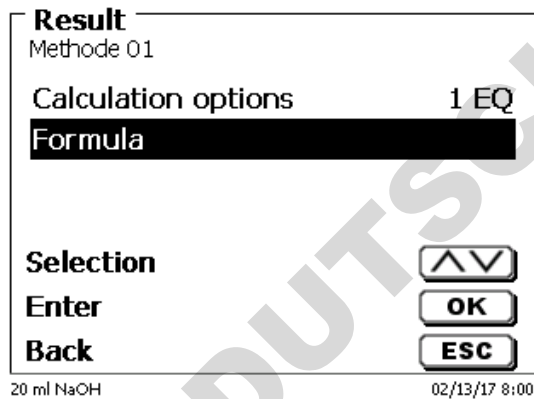 Result
Methode 01
Calculation options 1 EQ
Formula
Selection
Enter OK
Back ESC
20 ml NaOH 02/13/17 8:00